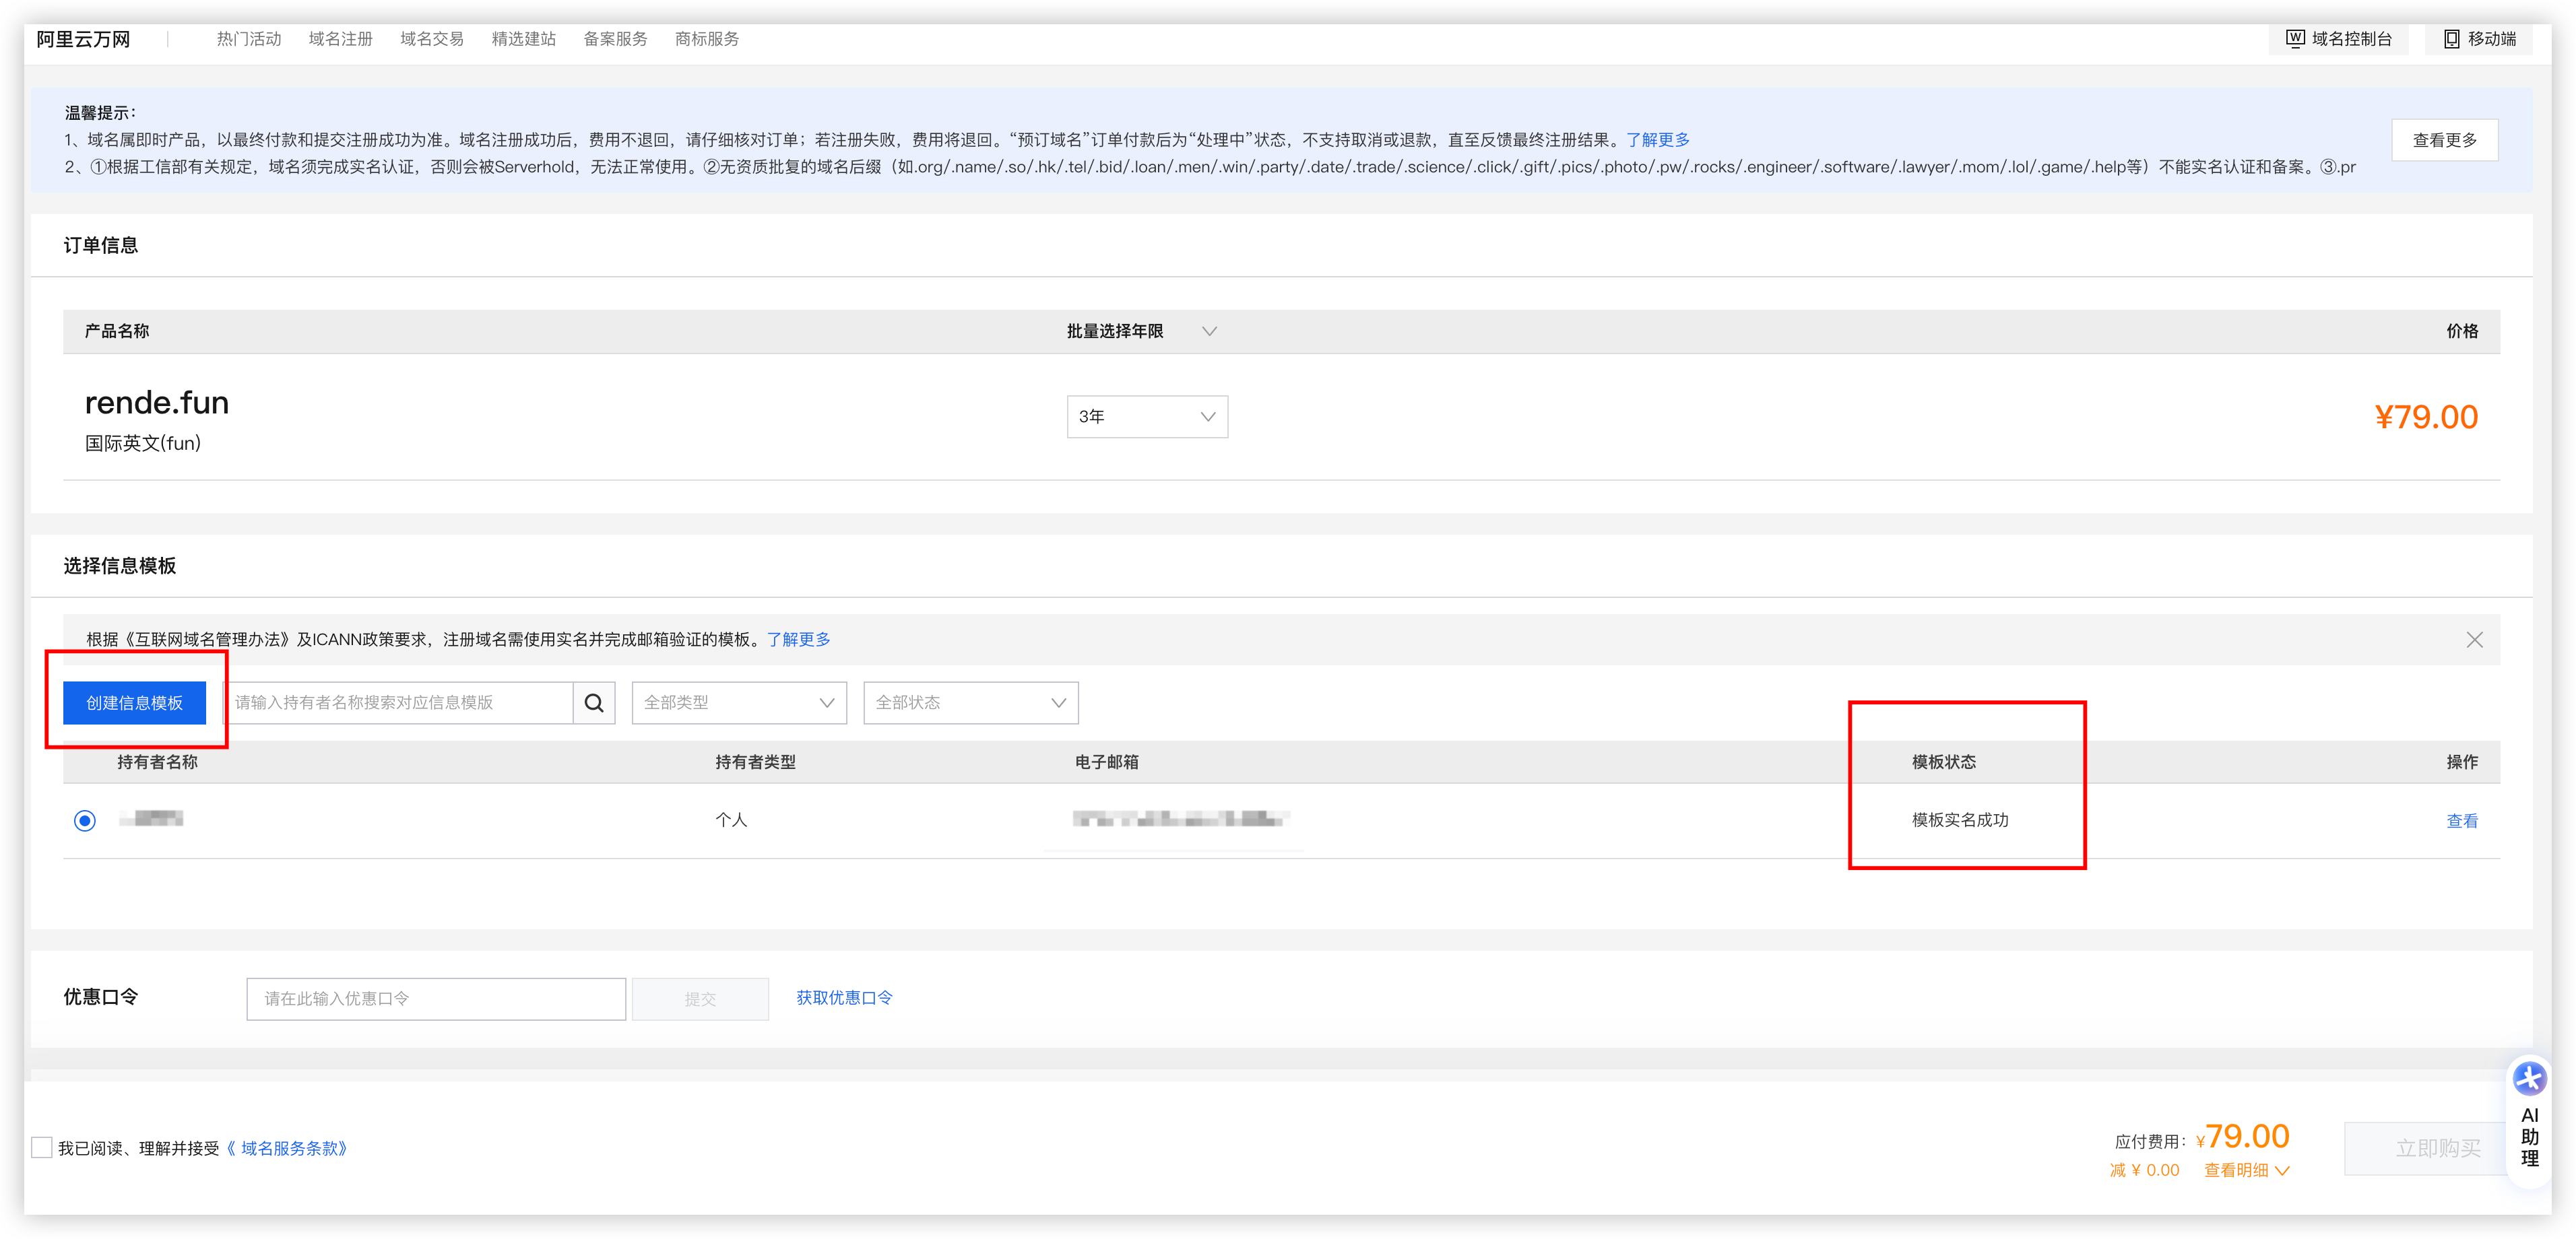 阿里云万网 热门活动 域名注册 域名交易 精选建站 备案服务 商标服务 域名控制台 移动端
温馨提示：
1、域名属即时产品，以最终付款和提交注册成功为准。域名注册成功后，费用不退回，请仔细核对订单；若注册失败，费用将退回。“预订域名”订单付款后为“处理中”状态，不支持取消或退款，直至反馈最终注册结果。了解更多
查看更多
2、①根据工信部有关规定，域名须完成实名认证，否则会被Serverhold，无法正常使用。②无资质批复的域名后缀（如.org/.name/.so/.hk/.tel/.bid/.loan/.men/.win/.party/.date/.trade/.science/.click/.gift/.pics/.photo/.pw/.rocks/.engineer/.software/.lawyer/.mom/.lol/.game/.help等）不能实名认证和备案。③.pr
订单信息
产品名称 批量选择年限 价格
rende.fun
国际英文(fun)
3年
¥79.00
选择信息模板
根据《互联网域名管理办法》及ICANN政策要求，注册域名需使用实名并完成邮箱验证的模板。了解更多
创建信息模板 请输入持有者名称搜索对应信息模版 全部类型 全部状态
持有者名称 持有者类型 电子邮箱 模板状态 操作
个人 模板实名成功 查看
优惠口令 请在此输入优惠口令 提交 获取优惠口令
我已阅读、理解并接受《 域名服务条款》
应付费用：¥79.00
减 ¥ 0.00 查看明细
立即购买
AI
助
理